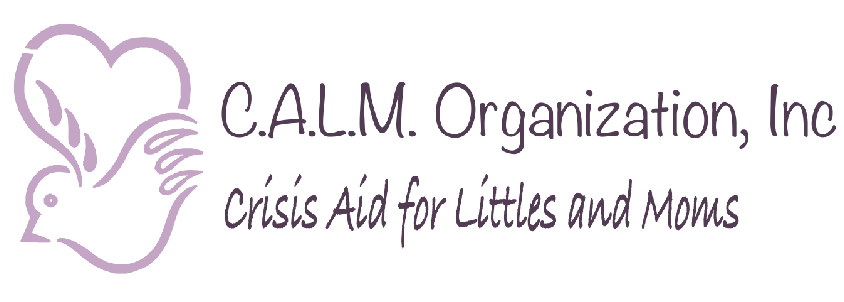 C.A.L.M. Organization, Inc
Crisis Aid for Littles and Moms